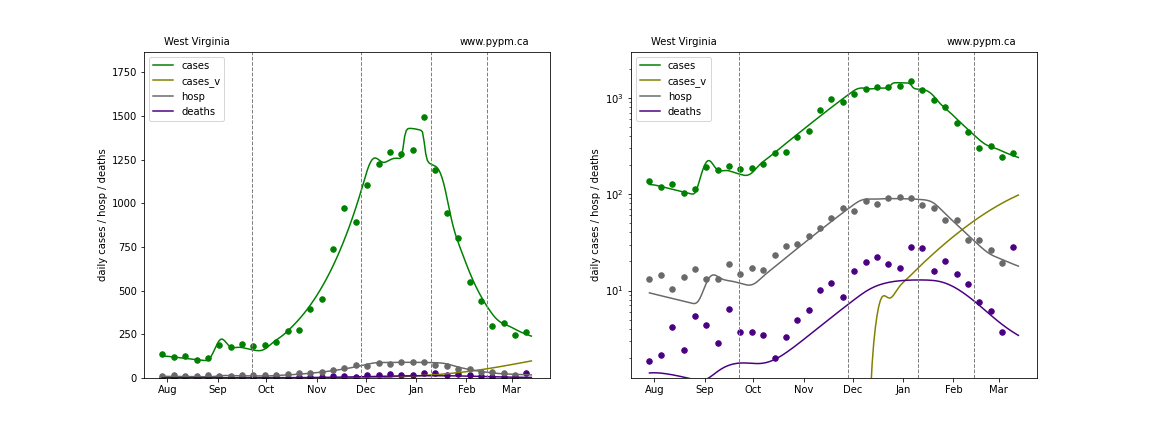 West Virginia www.pypm.ca
cases
cases_v
hosp
deaths
daily cases / hosp / deaths
1750
1500
1250
1000
750
500
250
0
Aug Sep Oct Nov Dec Jan Feb Mar
West Virginia www.pypm.ca
cases
cases_v
hosp
deaths
daily cases / hosp / deaths
10³
10²
10¹
Aug Sep Oct Nov Dec Jan Feb Mar